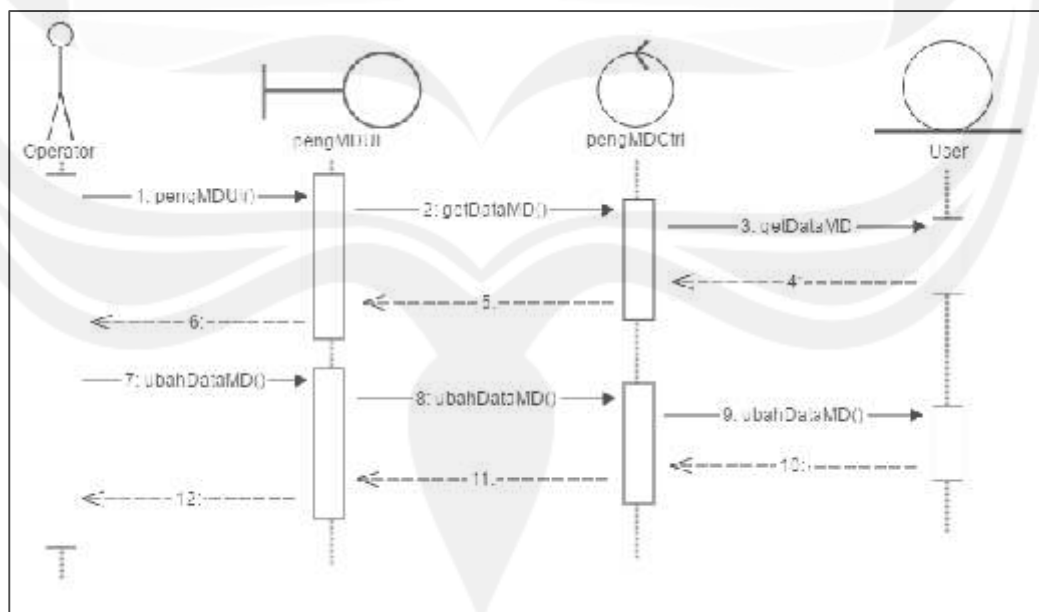 Operator
pengMDUI
pengMDCtrl
User
1: pengMDUI()
2: getDataMD()
3: getDataMD
4:
5:
6:
7: ubahDataMD()
8: ubahDataMD()
9: ubahDataMD()
10:
11:
12: